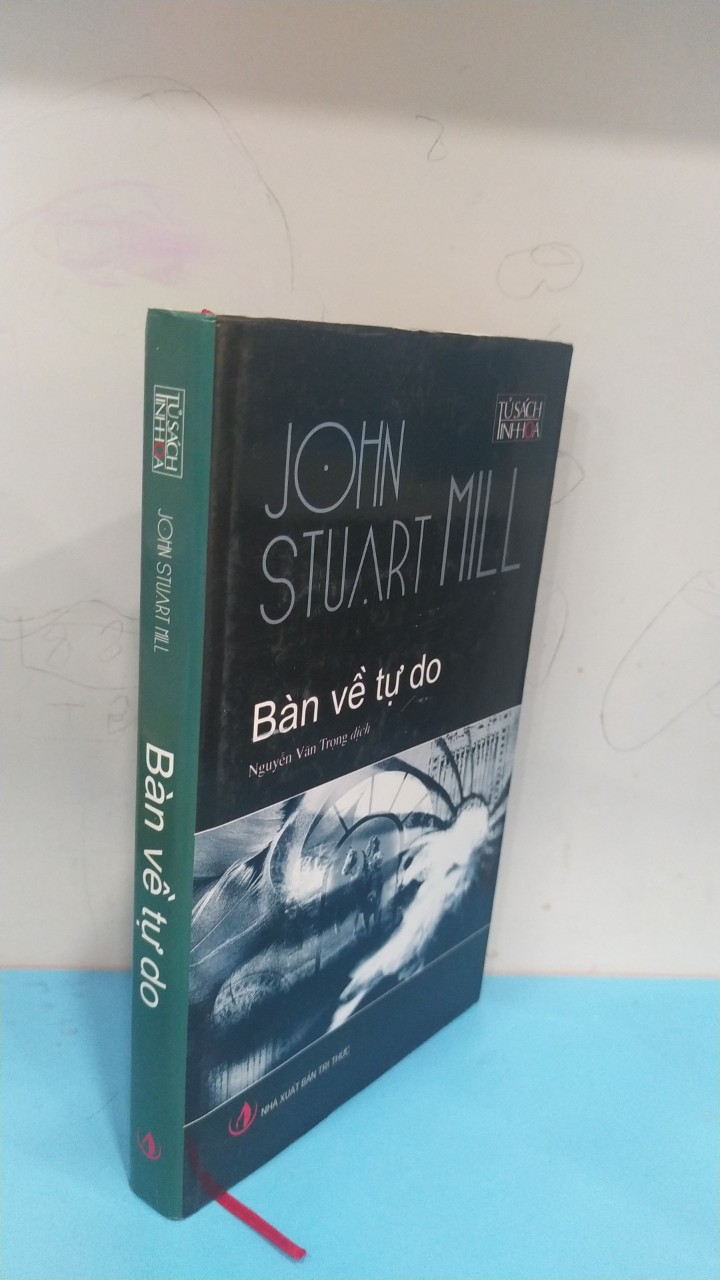 TỦ SÁCH
TINH HOA
JOHN STUART MILL
Bàn về tự do
TỦ SÁCH
TINH HOA
JOHN
STUART MILL
Bàn về tự do
Nguyễn Văn Trọng dịch
NHÀ XUẤT BẢN TRI THỨC